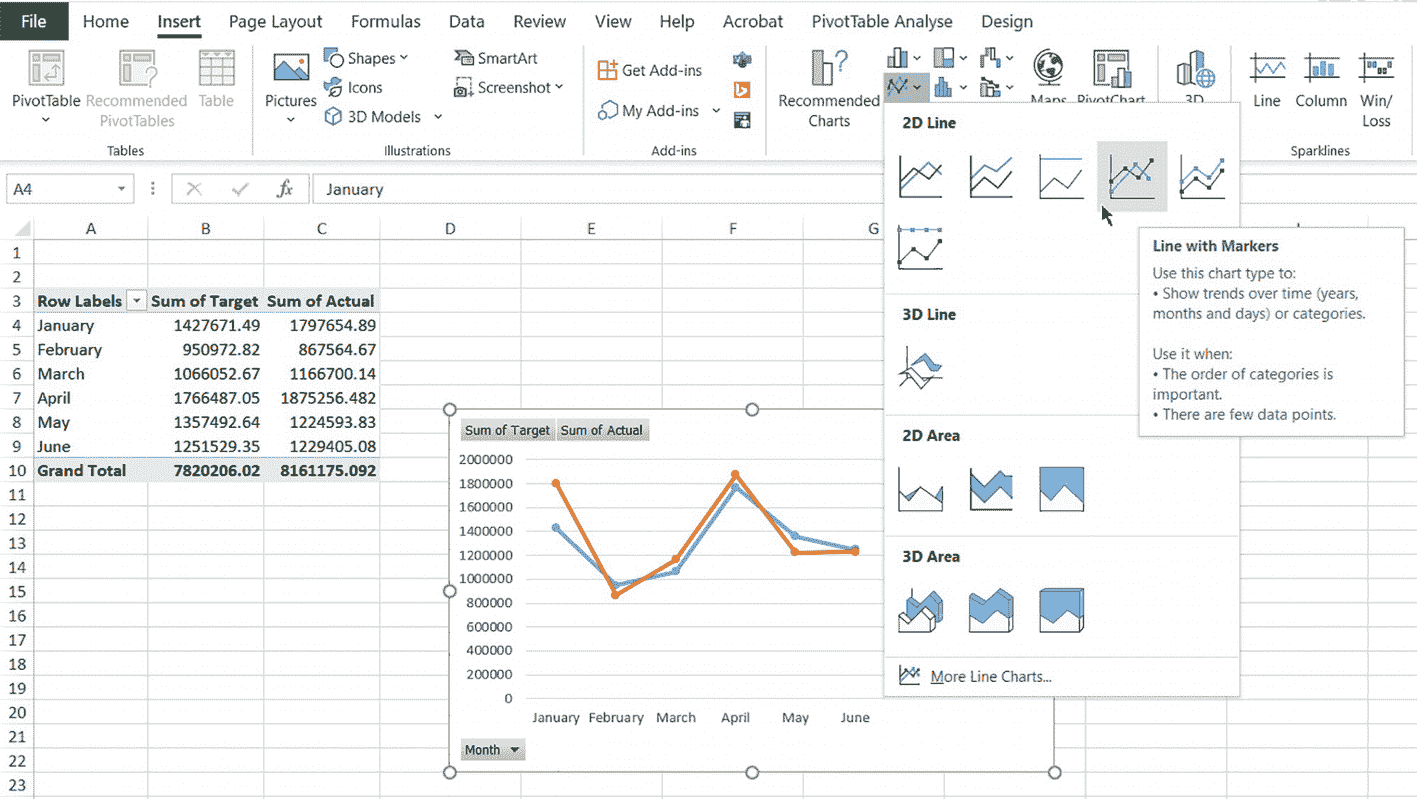 File Home Insert Page Layout Formulas Data Review View Help Acrobat PivotTable Analyse Design
PivotTable
Recommended
PivotTables
Table
Tables
Pictures
Shapes
Icons
3D Models
SmartArt
Screenshot
Illustrations
Get Add-ins
My Add-ins
Add-ins
Recommended
Charts
Maps
PivotChart
3D
Line
Column
Win/
Loss
Sparklines
A4
fx
January
A B C D E F G
1
2
3 Row Labels Sum of Target Sum of Actual
4 January 1427671.49 1797654.89
5 February 950972.82 867564.67
6 March 1066052.67 1166700.14
7 April 1766487.05 1875256.482
8 May 1357492.64 1224593.83
9 June 1251529.35 1229405.08
10 Grand Total 7820206.02 8161175.092
11
12
13
14
15
16
17
18
19
20
21
22
23
Sum of Target Sum of Actual
2000000
1800000
1600000
1400000
1200000
1000000
800000
600000
400000
200000
0
January February March April May June
Month
2D Line
3D Line
2D Area
3D Area
More Line Charts...
Line with Markers
Use this chart type to:
• Show trends over time (years,
months and days) or categories.
Use it when:
• The order of categories is
important.
• There are few data points.